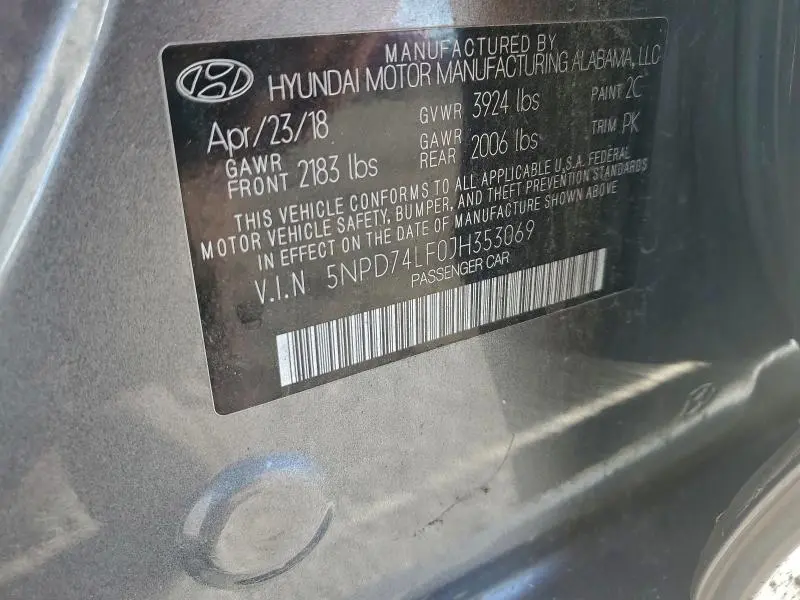 MANUFACTURED BY
HYUNDAI MOTOR MANUFACTURING ALABAMA, LLC
Apr/23/18 GVWR 3924 lbs PAINT 2C
GAWR FRONT 2183 lbs GAWR REAR 2006 lbs TRIM PK
THIS VEHICLE CONFORMS TO ALL APPLICABLE U.S.A. FEDERAL
MOTOR VEHICLE SAFETY, BUMPER, AND THEFT PREVENTION STANDARDS
IN EFFECT ON THE DATE OF MANUFACTURE SHOWN ABOVE
V.I.N 5NPD74LF0JH353069
PASSENGER CAR